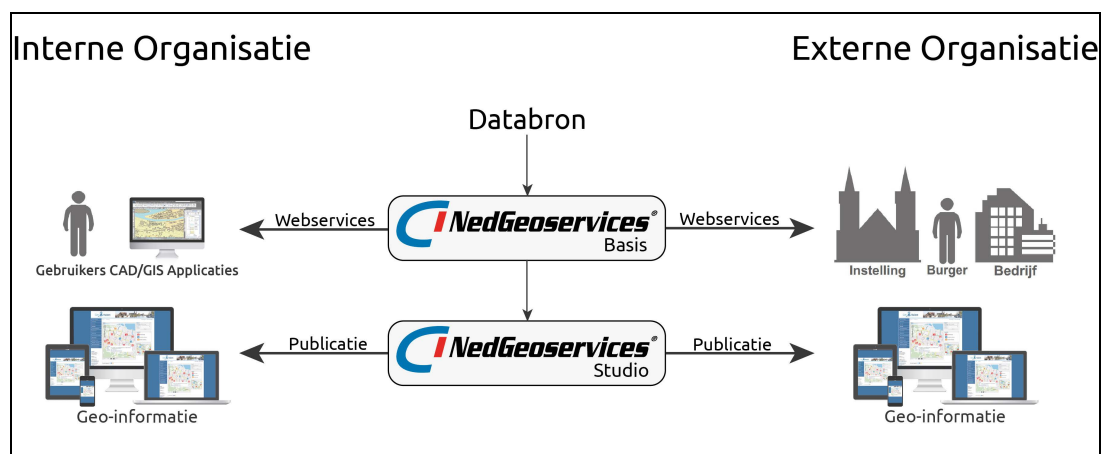 Interne Organisatie
Externe Organisatie
Databron
Webservices
NedGeoservices®
Basis
Webservices
Gebruikers CAD/GIS Applicaties
Instelling
Burger
Bedrijf
Publicatie
NedGeoservices®
Studio
Publicatie
Geo-informatie
Geo-informatie